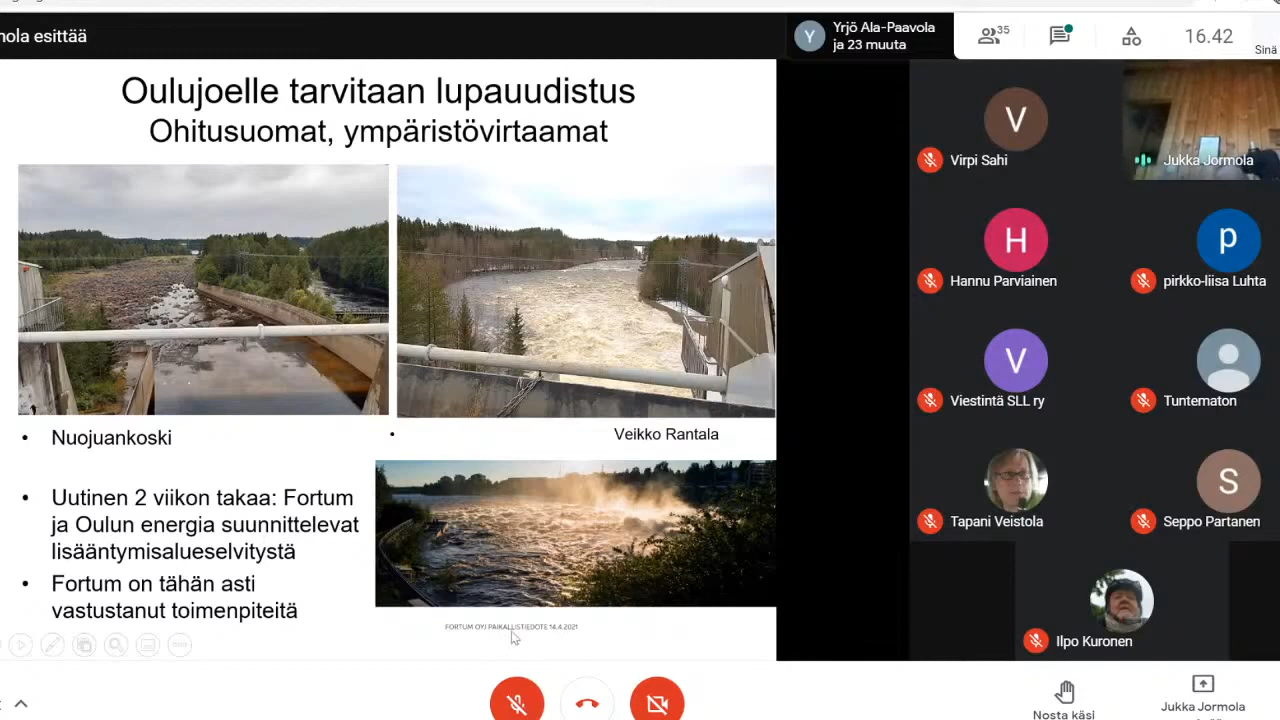 nola esittää
Y
Yrjö Ala-Paavola
ja 23 muuta
35
16.42
Sinä
Oulujoelle tarvitaan lupauudistus
Ohitusuomat, ympäristövirtaamat
• Nuojuankoski
• Veikko Rantala
• Uutinen 2 viikon takaa: Fortum
ja Oulun energia suunnittelevat
lisääntymisalueselvitystä
• Fortum on tähän asti
vastustanut toimenpiteitä
FORTUM OYJ PAIKALLISTIEDOTE 14.4.2021
V
Virpi Sahi
Jukka Jormola
H
Hannu Parviainen
p
pirkko-liisa Luhta
V
Viestintä SLL ry
Tuntematon
Tapani Veistola
S
Seppo Partanen
Ilpo Kuronen
Nosta käsi
Jukka Jormola